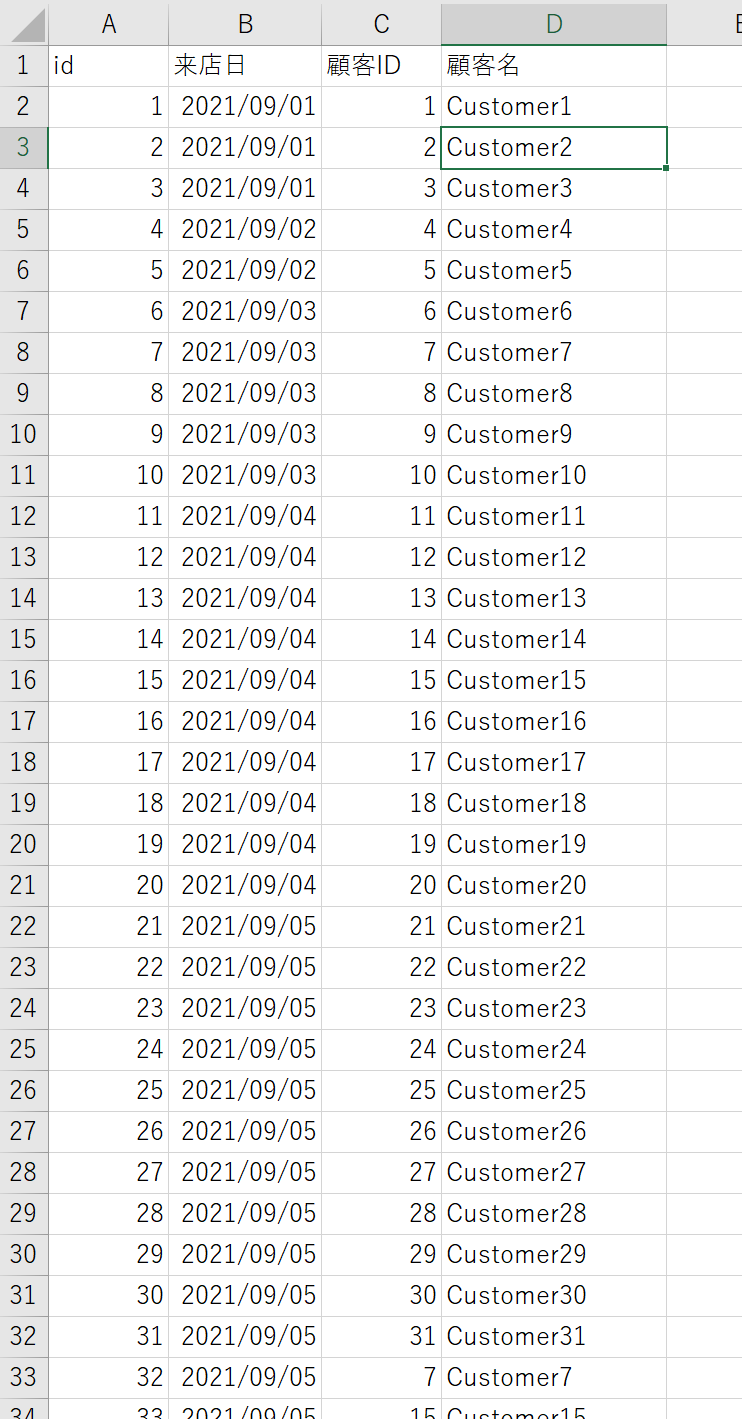 A B C D E
1 id 来店日 顧客ID 顧客名
2 1 2021/09/01 1 Customer1
3 2 2021/09/01 2 Customer2
4 3 2021/09/01 3 Customer3
5 4 2021/09/02 4 Customer4
6 5 2021/09/02 5 Customer5
7 6 2021/09/03 6 Customer6
8 7 2021/09/03 7 Customer7
9 8 2021/09/03 8 Customer8
10 9 2021/09/03 9 Customer9
11 10 2021/09/03 10 Customer10
12 11 2021/09/04 11 Customer11
13 12 2021/09/04 12 Customer12
14 13 2021/09/04 13 Customer13
15 14 2021/09/04 14 Customer14
16 15 2021/09/04 15 Customer15
17 16 2021/09/04 16 Customer16
18 17 2021/09/04 17 Customer17
19 18 2021/09/04 18 Customer18
20 19 2021/09/04 19 Customer19
21 20 2021/09/04 20 Customer20
22 21 2021/09/05 21 Customer21
23 22 2021/09/05 22 Customer22
24 23 2021/09/05 23 Customer23
25 24 2021/09/05 24 Customer24
26 25 2021/09/05 25 Customer25
27 26 2021/09/05 26 Customer26
28 27 2021/09/05 27 Customer27
29 28 2021/09/05 28 Customer28
30 29 2021/09/05 29 Customer29
31 30 2021/09/05 30 Customer30
32 31 2021/09/05 31 Customer31
33 32 2021/09/05 7 Customer7
34 33 2021/09/05 15 Customer15